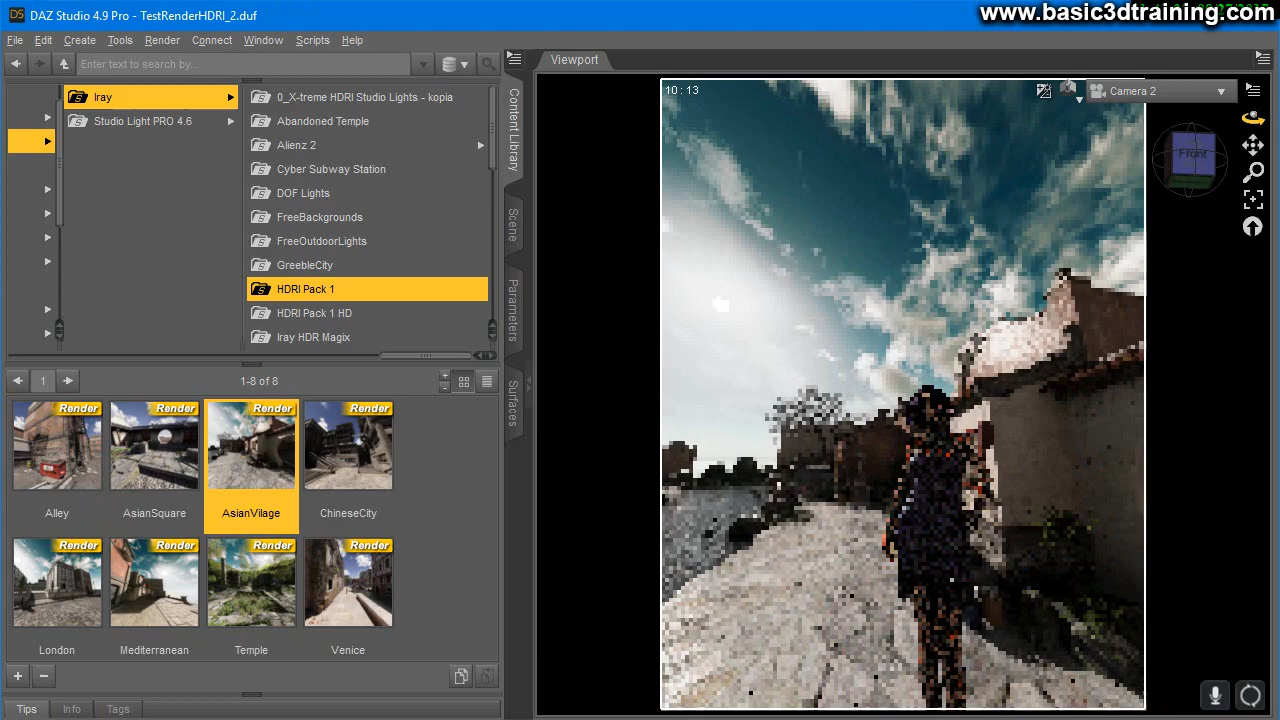 www.basic3dtraining.com
DAZ Studio 4.9 Pro - TestRenderHDRI_2.duf
File Edit Create Tools Render Connect Window Scripts Help
Enter text to search by...
Viewport
Iray
Studio Light PRO 4.6
0_X-treme HDRI Studio Lights - kopia
Abandoned Temple
Alienz 2
Cyber Subway Station
DOF Lights
FreeBackgrounds
FreeOutdoorLights
GreebleCity
HDRI Pack 1
HDRI Pack 1 HD
Iray HDR Magix
Content Library
Scene
Parameters
Surfaces
10 : 13
Camera 2
Front
1
1-8 of 8
Render Render Render Render
Alley AsianSquare AsianVilage ChineseCity
Render Render Render Render
London Mediterranean Temple Venice
Tips Info Tags